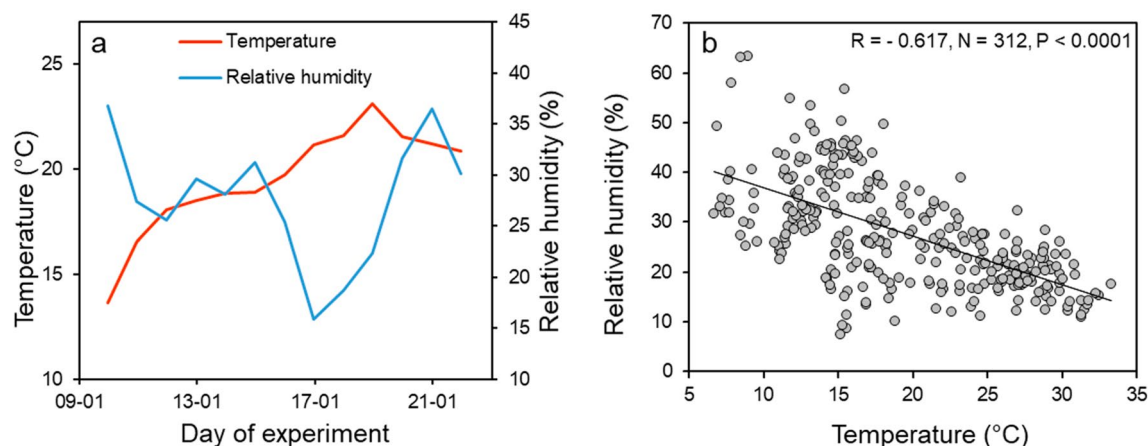 a
Temperature
Relative humidity
25
20
15
10
Temperature (°C)
45
40
35
30
25
20
15
10
Relative humidity (%)
09-01 13-01 17-01 21-01
Day of experiment
b
R = - 0.617, N = 312, P < 0.0001
70
60
50
40
30
20
10
0
Relative humidity (%)
5 10 15 20 25 30 35
Temperature (°C)